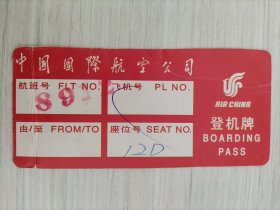 中国国际航空公司
航班号 FLT NO. 飞机号 PL NO.
89
AIR CHINA
登机牌
BOARDING
PASS
由/至 FROM/TO 座位号 SEAT NO.
12D